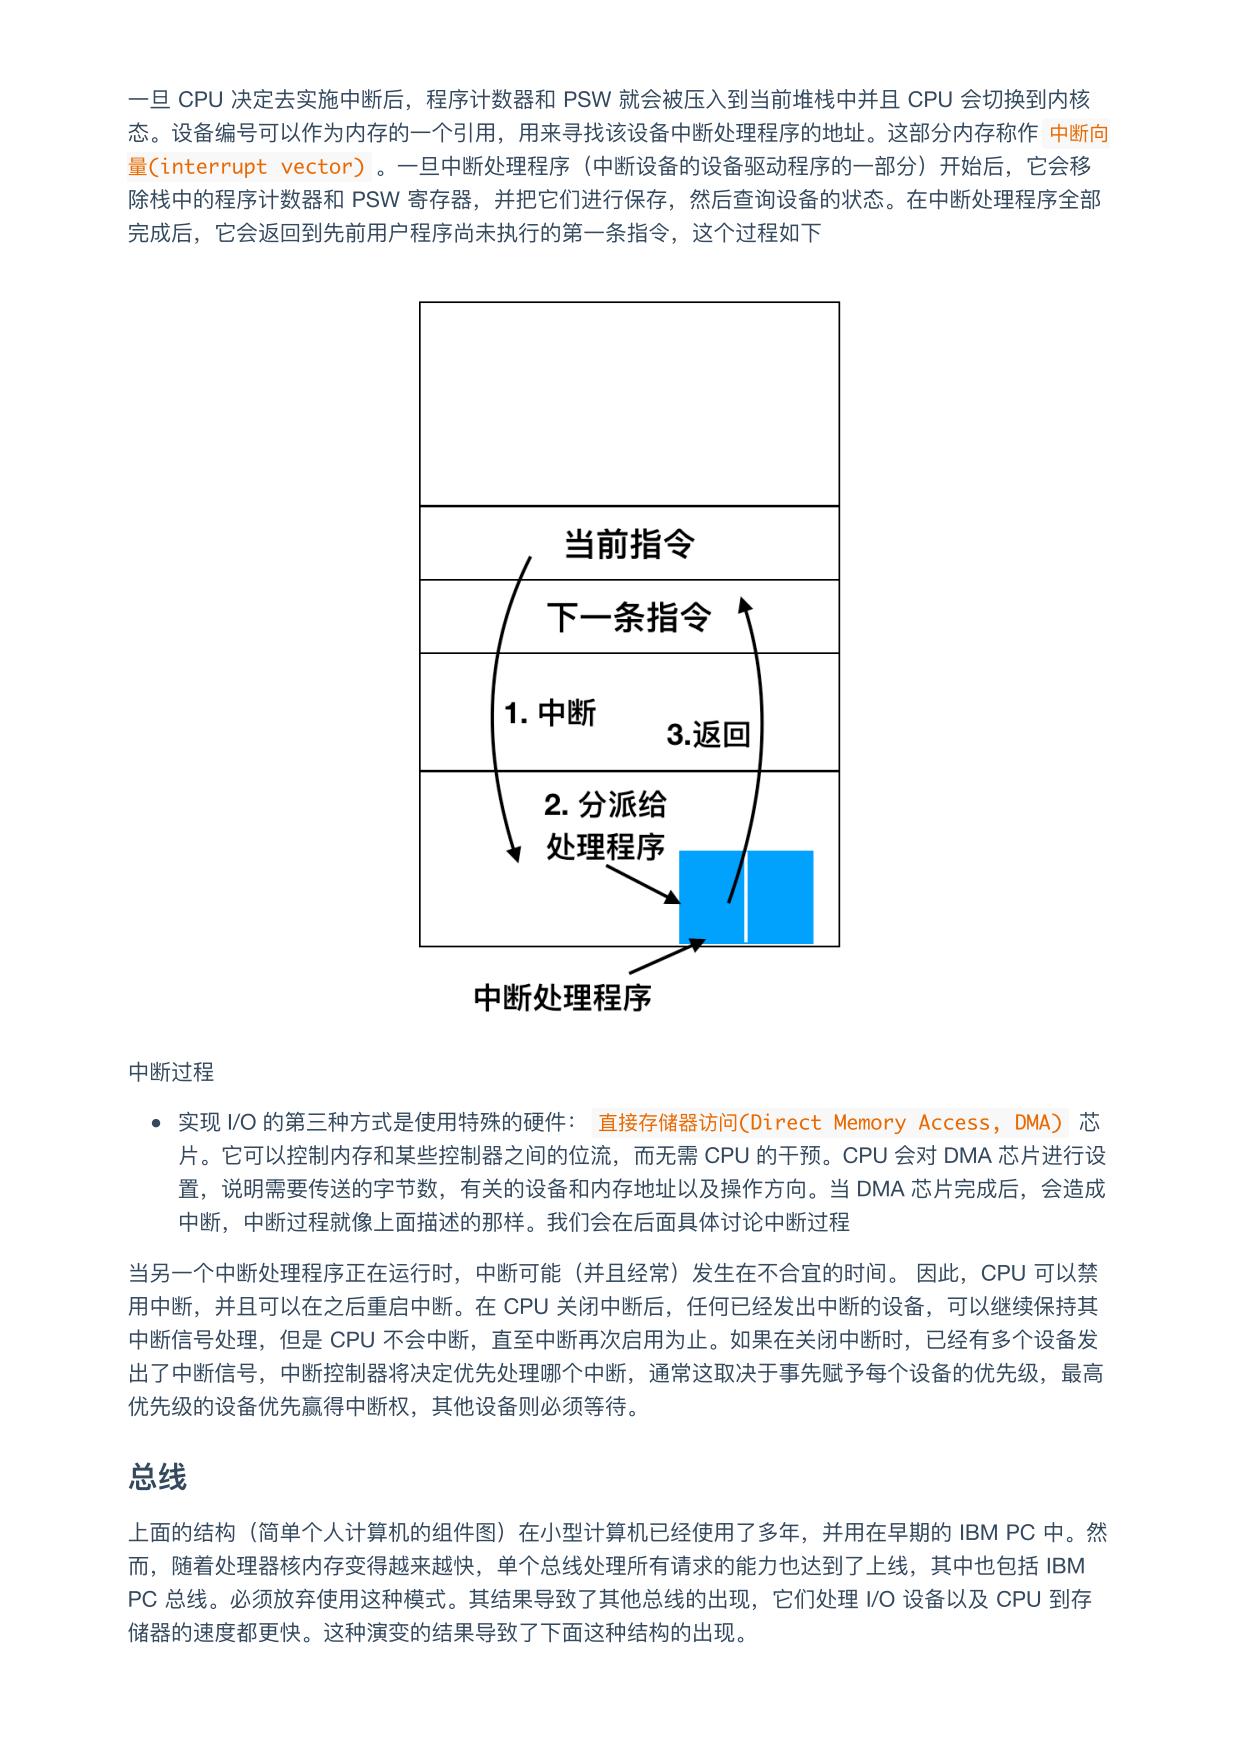 一旦 CPU 决定去实施中断后，程序计数器和 PSW 就会被压入到当前堆栈中并且 CPU 会切换到内核
态。设备编号可以作为内存的一个引用，用来寻找该设备中断处理程序的地址。这部分内存称作 中断向
量(interrupt vector) 。一旦中断处理程序（中断设备的设备驱动程序的一部分）开始后，它会移
除栈中的程序计数器和 PSW 寄存器，并把它们进行保存，然后查询设备的状态。在中断处理程序全部
完成后，它会返回到先前用户程序尚未执行的第一条指令，这个过程如下
当前指令
下一条指令
1. 中断
3.返回
2. 分派给
处理程序
中断处理程序
中断过程
• 实现 I/O 的第三种方式是使用特殊的硬件： 直接存储器访问(Direct Memory Access, DMA) 芯
片。它可以控制内存和某些控制器之间的位流，而无需 CPU 的干预。CPU 会对 DMA 芯片进行设
置，说明需要传送的字节数，有关的设备和内存地址以及操作方向。当 DMA 芯片完成后，会造成
中断，中断过程就像上面描述的那样。我们会在后面具体讨论中断过程
当另一个中断处理程序正在运行时，中断可能（并且经常）发生在不合宜的时间。 因此，CPU 可以禁
用中断，并且可以在之后重启中断。在 CPU 关闭中断后，任何已经发出中断的设备，可以继续保持其
中断信号处理，但是 CPU 不会中断，直至中断再次启用为止。如果在关闭中断时，已经有多个设备发
出了中断信号，中断控制器将决定优先处理哪个中断，通常这取决于事先赋予每个设备的优先级，最高
优先级的设备优先赢得中断权，其他设备则必须等待。
总线
上面的结构（简单个人计算机的组件图）在小型计算机已经使用了多年，并用在早期的 IBM PC 中。然
而，随着处理器核内存变得越来越快，单个总线处理所有请求的能力也达到了上线，其中也包括 IBM
PC 总线。必须放弃使用这种模式。其结果导致了其他总线的出现，它们处理 I/O 设备以及 CPU 到存
储器的速度都更快。这种演变的结果导致了下面这种结构的出现。